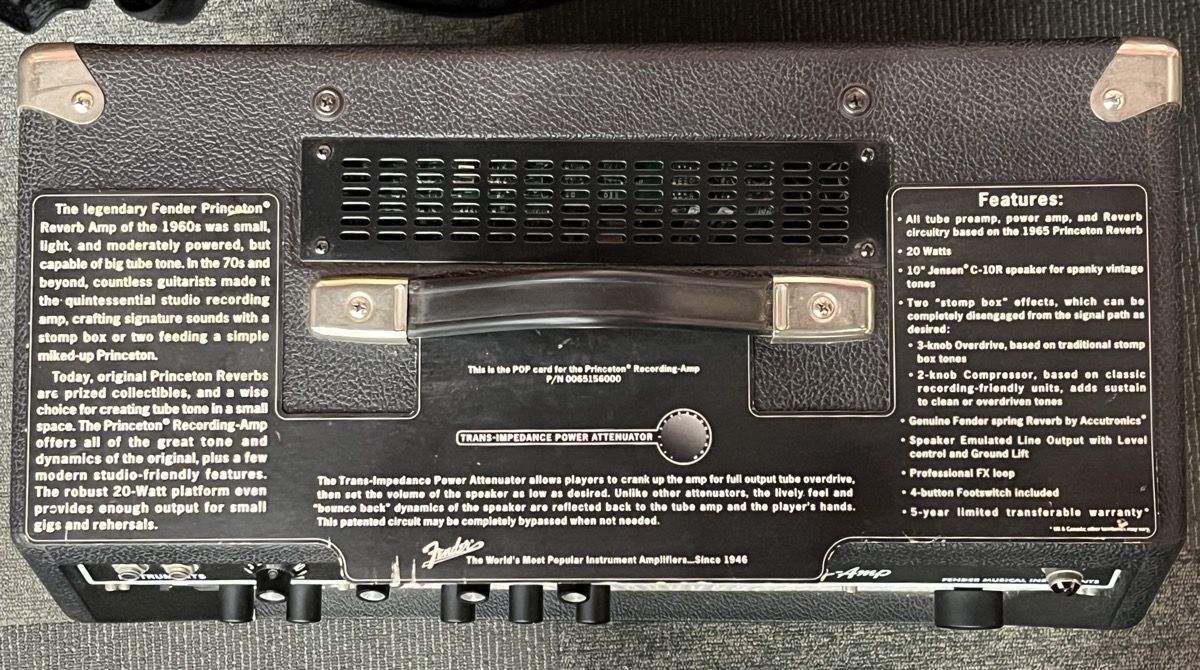 The legendary Fender Princeton®
Reverb Amp of the 1960s was small,
light, and moderately powered, but
capable of big tube tone. In the 70s and
beyond, countless guitarists made it
the quintessential studio recording
amp, crafting signature sounds with a
stomp box or two feeding a simple
miked-up Princeton.
Today, original Princeton Reverbs
are prized collectibles, and a wise
choice for creating tube tone in a small
space. The Princeton® Recording-Amp
offers all of the great tone and
dynamics of the original, plus a few
modern studio-friendly features.
The robust 20-Watt platform even
provides enough output for small
gigs and rehersals.
This is the POP card for the Princeton® Recording-Amp
P/N 0065156000
TRANS-IMPEDANCE POWER ATTENUATOR
The Trans-Impedance Power Attenuator allows players to crank up the amp for full output tube overdrive,
then set the volume of the speaker as low as desired. Unlike other attenuators, the lively feel and
"bounce back" dynamics of the speaker are reflected back to the tube amp and the player's hands.
This patented circuit may be completely bypassed when not needed.
Fender The World's Most Popular Instrument Amplifiers...Since 1946
Features:
• All tube preamp, power amp, and Reverb
circuitry based on the 1965 Princeton Reverb
• 20 Watts
• 10" Jensen® C-10R speaker for spanky vintage
tones
• Two "stomp box" effects, which can be
completely disengaged from the signal path as
desired:
• 3-knob Overdrive, based on traditional stomp
box tones
• 2-knob Compressor, based on classic
recording-friendly units, adds sustain
to clean or overdriven tones
• Genuine Fender spring Reverb by Accutronics®
• Speaker Emulated Line Output with Level
control and Ground Lift
• Professional FX loop
• 4-button Footswitch included
• 5-year limited transferable warranty*
* US & Canada; other territories may vary
-Amp
FENDER MUSICAL INSTRUMENTS